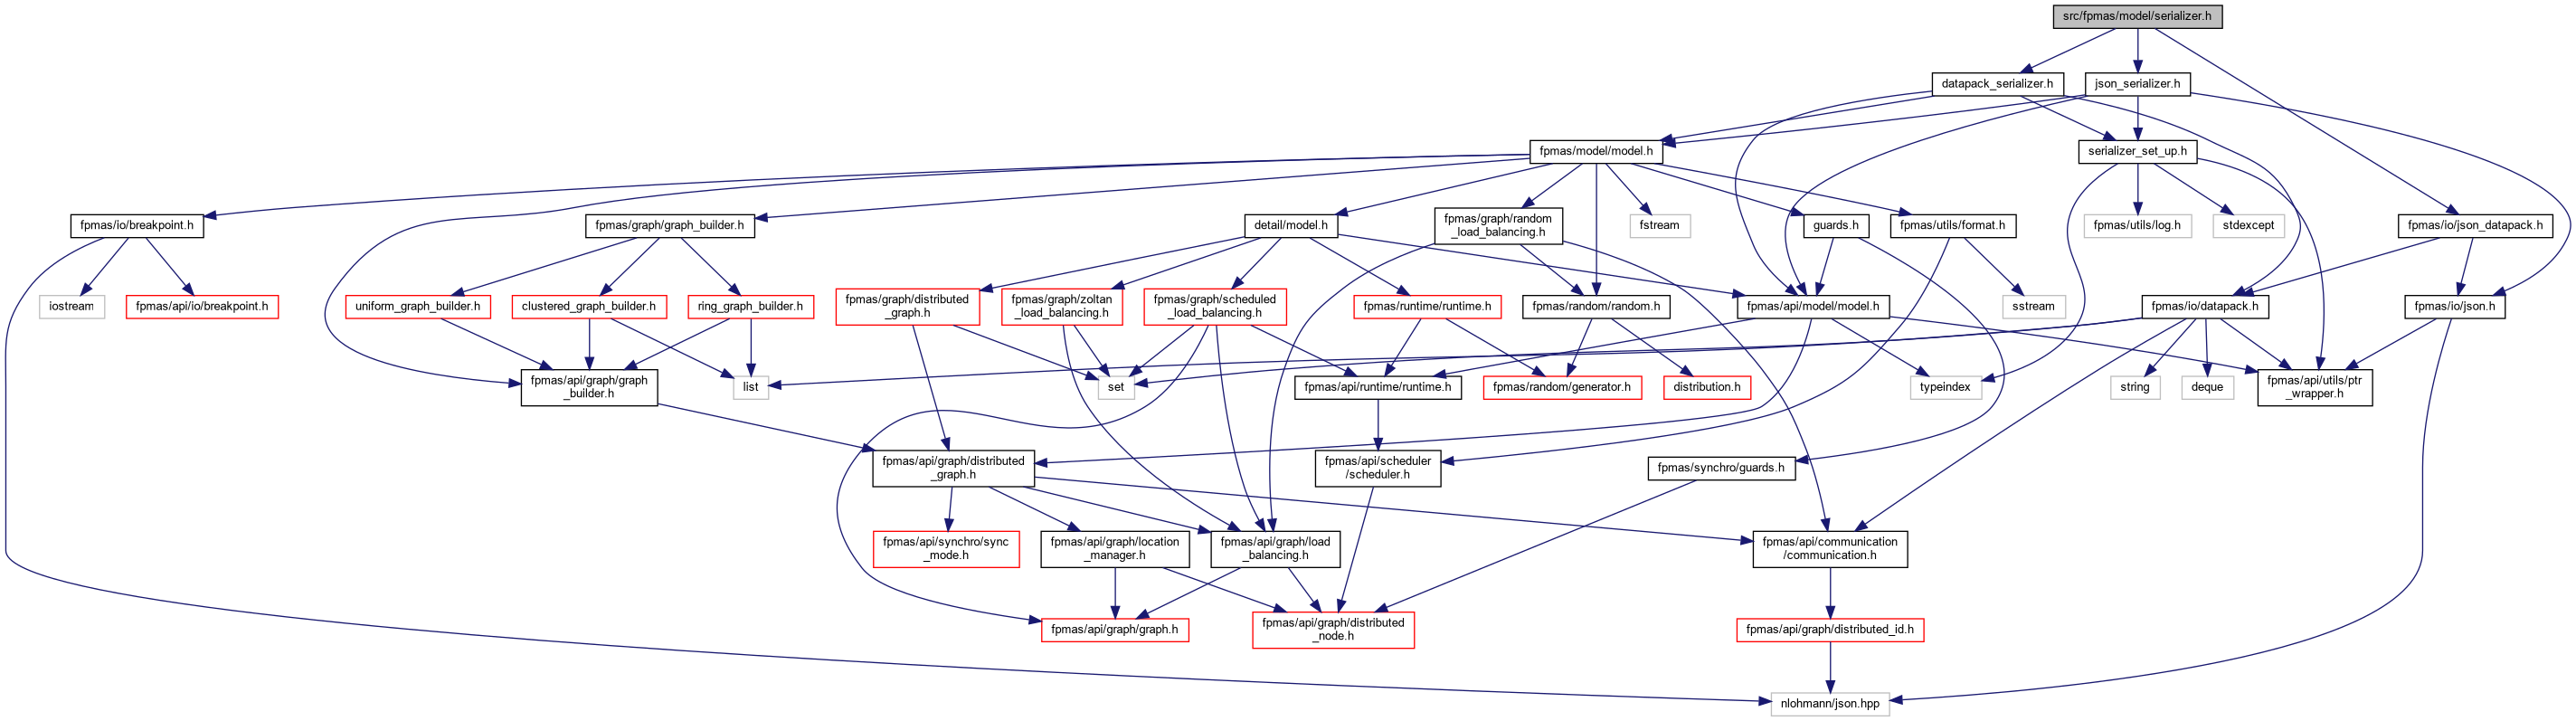 src/fpmas/model/serializer.h
datapack_serializer.h
json_serializer.h
fpmas/model/model.h
serializer_set_up.h
fpmas/io/breakpoint.h
fpmas/graph/graph_builder.h
detail/model.h
fpmas/graph/random
_load_balancing.h
fstream
guards.h
fpmas/utils/format.h
fpmas/utils/log.h
stdexcept
fpmas/io/json_datapack.h
iostream
fpmas/api/io/breakpoint.h
uniform_graph_builder.h
clustered_graph_builder.h
ring_graph_builder.h
fpmas/graph/distributed
_graph.h
fpmas/graph/zoltan
_load_balancing.h
fpmas/graph/scheduled
_load_balancing.h
fpmas/runtime/runtime.h
fpmas/random/random.h
fpmas/api/model/model.h
sstream
fpmas/io/datapack.h
fpmas/io/json.h
fpmas/api/graph/graph
_builder.h
list
set
fpmas/api/runtime/runtime.h
fpmas/random/generator.h
distribution.h
typeindex
string
deque
fpmas/api/utils/ptr
_wrapper.h
fpmas/api/graph/distributed
_graph.h
fpmas/api/scheduler
/scheduler.h
fpmas/synchro/guards.h
fpmas/api/synchro/sync
_mode.h
fpmas/api/graph/location
_manager.h
fpmas/api/graph/load
_balancing.h
fpmas/api/communication
/communication.h
fpmas/api/graph/graph.h
fpmas/api/graph/distributed
_node.h
fpmas/api/graph/distributed_id.h
nlohmann/json.hpp